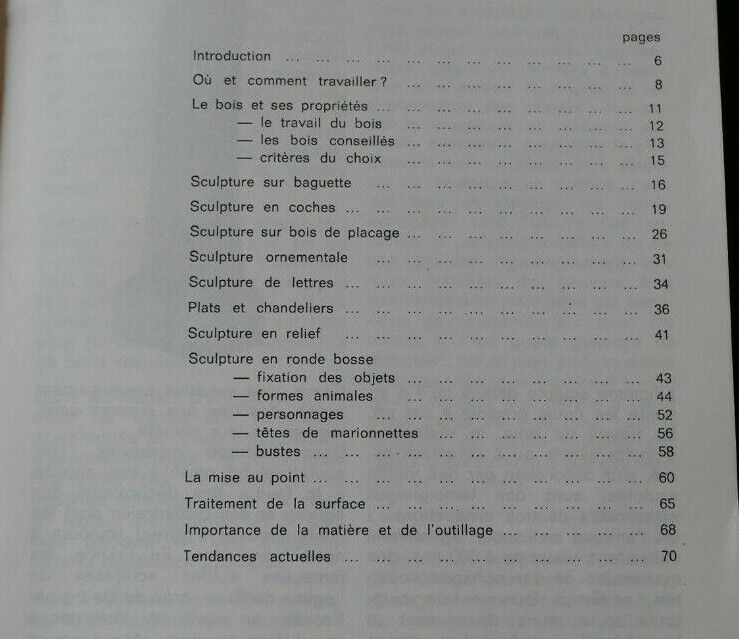 pages
Introduction ... ... ... ... ... ... ... ... ... ... ... ... 6
Où et comment travailler ? ... ... ... ... ... ... ... ... 8
Le bois et ses propriétés ... ... ... ... ... ... ... ... ... 11
— le travail du bois ... ... ... ... ... ... ... ... 12
— les bois conseillés ... ... ... ... ... ... ... ... 13
— critères du choix ... ... ... ... ... ... ... ... 15
Sculpture sur baguette ... ... ... ... ... ... ... ... ... 16
Sculpture en coches ... ... ... ... ... ... ... ... ... ... 19
Sculpture sur bois de placage ... ... ... ... ... ... ... ... 26
Sculpture ornementale ... ... ... ... ... ... ... ... ... 31
Sculpture de lettres ... ... ... ... ... ... ... ... ... ... 34
Plats et chandeliers ... ... ... ... ... ... ... ... ... ... 36
Sculpture en relief ... ... ... ... ... ... ... ... ... ... 41
Sculpture en ronde bosse
— fixation des objets ... ... ... ... ... ... ... ... 43
— formes animales ... ... ... ... ... ... ... ... ... 44
— personnages ... ... ... ... ... ... ... ... 52
— têtes de marionnettes ... ... ... ... ... ... ... 56
— bustes ... ... ... ... ... ... ... ... ... ... ... 58
La mise au point ... ... ... ... ... ... ... ... ... ... ... 60
Traitement de la surface ... ... ... ... ... ... ... ... ... 65
Importance de la matière et de l'outillage ... ... ... ... ... 68
Tendances actuelles ... ... ... ... ... ... ... ... ... ... 70